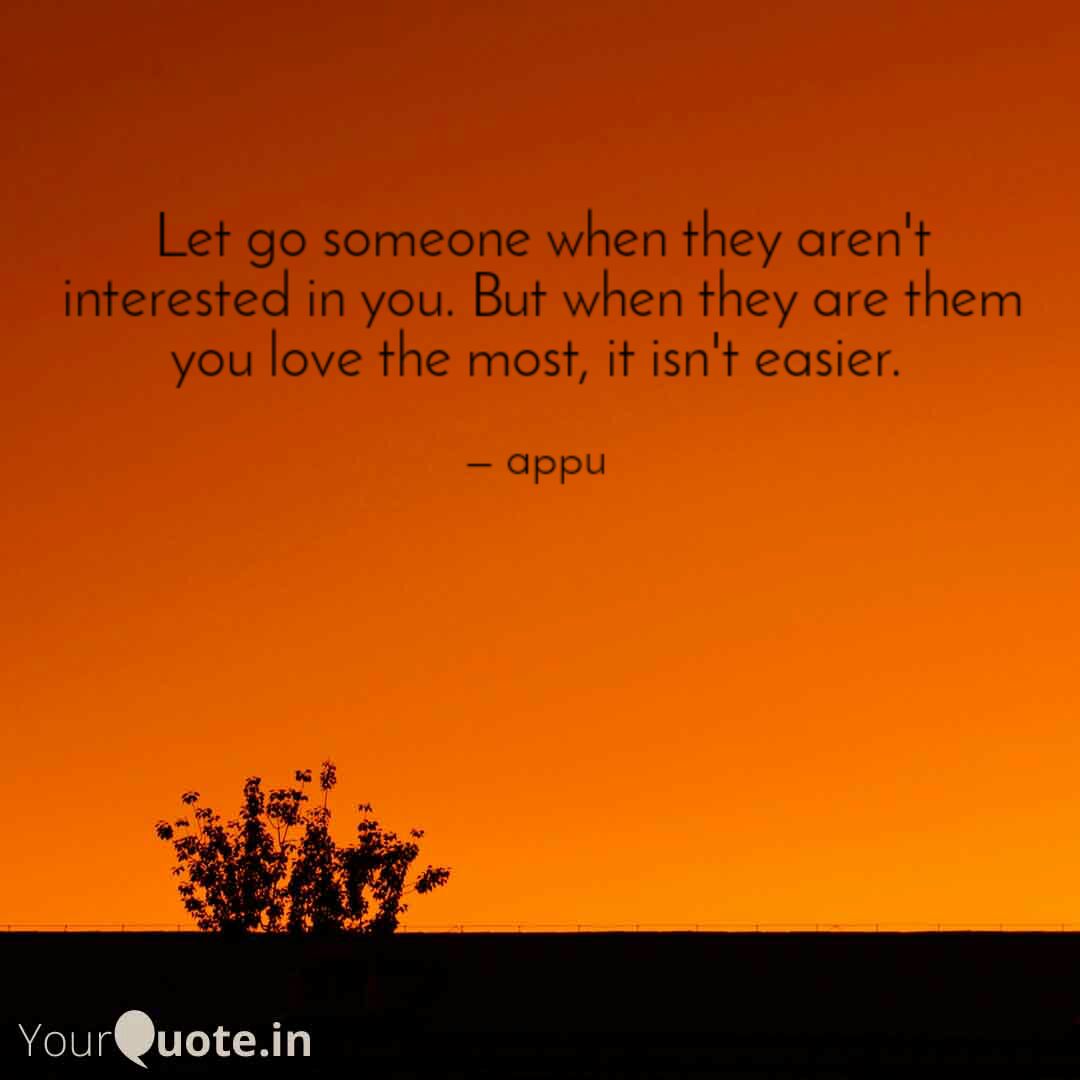 Let go someone when they aren't
interested in you. But when they are them
you love the most, it isn't easier.
– appu
YourQuote.in